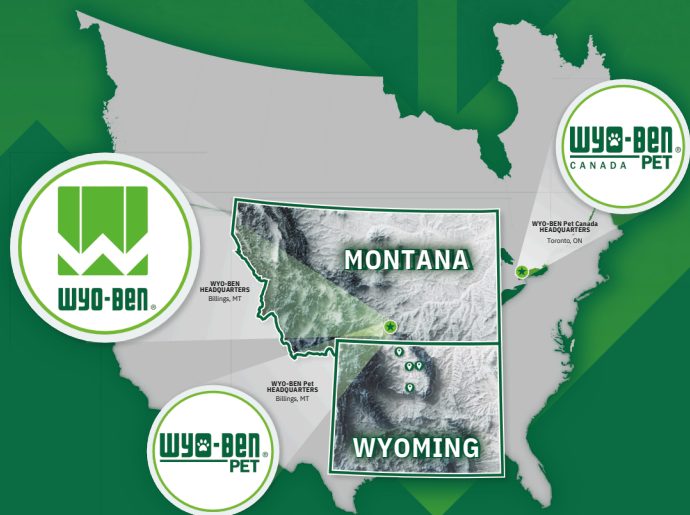 WYO-BEN®
PET
CANADA
WYO-BEN Pet Canada
HEADQUARTERS
Toronto, ON
MONTANA
WYO-BEN®
WYO-BEN
HEADQUARTERS
Billings, MT
WYO-BEN Pet
HEADQUARTERS
Billings, MT
WYOMING
WYO-BEN®
PET